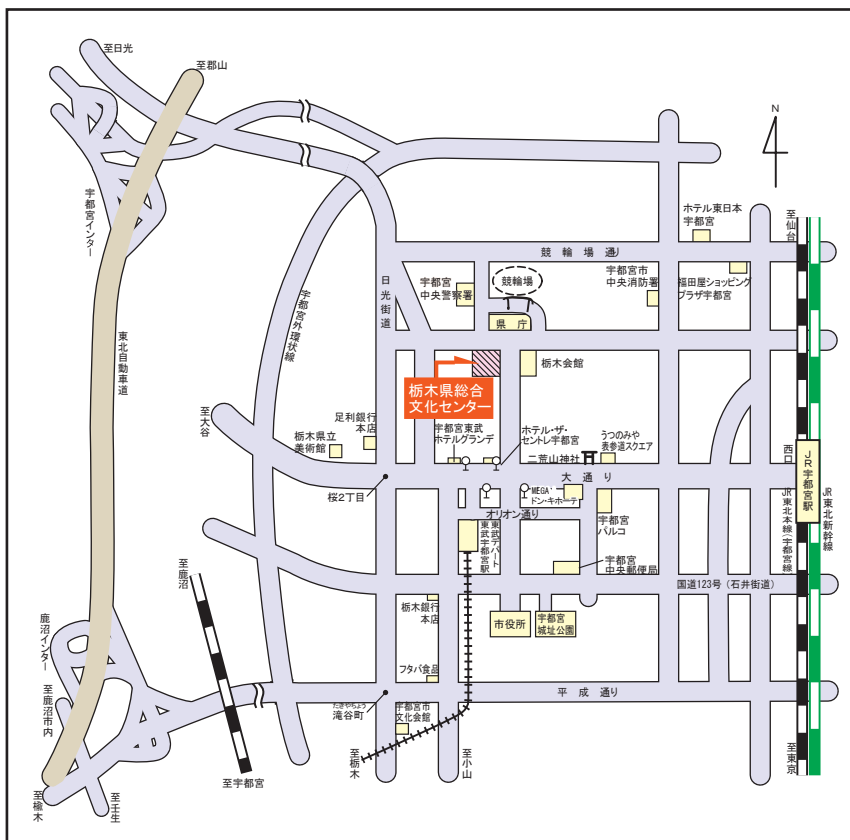 至日光
至郡山
N
宇都宮インター
ホテル東日本
宇都宮
至仙台
競輪場通り
宇都宮
中央警察署
競輪場
宇都宮市
中央消防署
福田屋ショッピング
プラザ宇都宮
日光街道
宇都宮外環状線
県庁
東北自動車道
栃木会館
栃木県総合
文化センター
至大谷
足利銀行
本店
栃木県立
美術館
宇都宮東武
ホテルグランデ
ホテル・ザ・
セントレ宇都宮
うつのみや
表参道スクエア
二荒山神社
西口
JR宇都宮駅
大通り
桜2丁目
MEGA
ドン・キホーテ
オリオン通り
宇都宮
パルコ
東武デパート
東武宇都宮駅
JR東北本線(宇都宮線)
JR東北新幹線
宇都宮
中央郵便局
至鹿沼
国道123号(石井街道)
栃木銀行
本店
市役所
宇都宮
城址公園
鹿沼インター
フタバ食品
至鹿沼市内
平成通り
たきやちょう
滝谷町
宇都宮市
文化会館
至宇都宮
至栃木
至小山
至東京
至楡木
至壬生